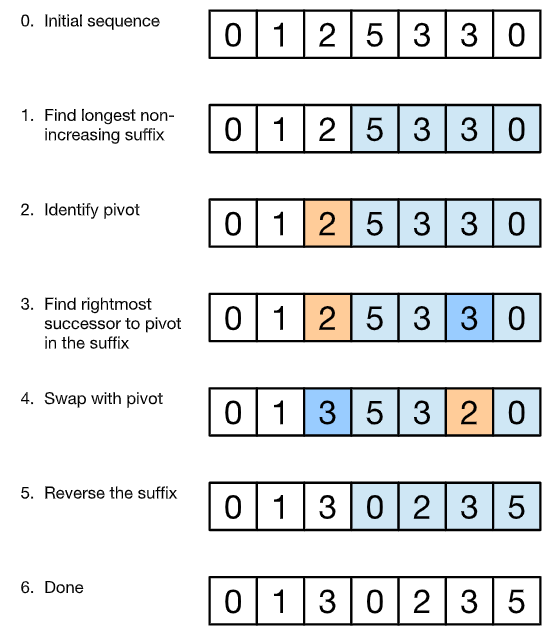 0. Initial sequence
0 1 2 5 3 3 0
1. Find longest non-
increasing suffix
0 1 2 5 3 3 0
2. Identify pivot
0 1 2 5 3 3 0
3. Find rightmost
successor to pivot
in the suffix
0 1 2 5 3 3 0
4. Swap with pivot
0 1 3 5 3 2 0
5. Reverse the suffix
0 1 3 0 2 3 5
6. Done
0 1 3 0 2 3 5